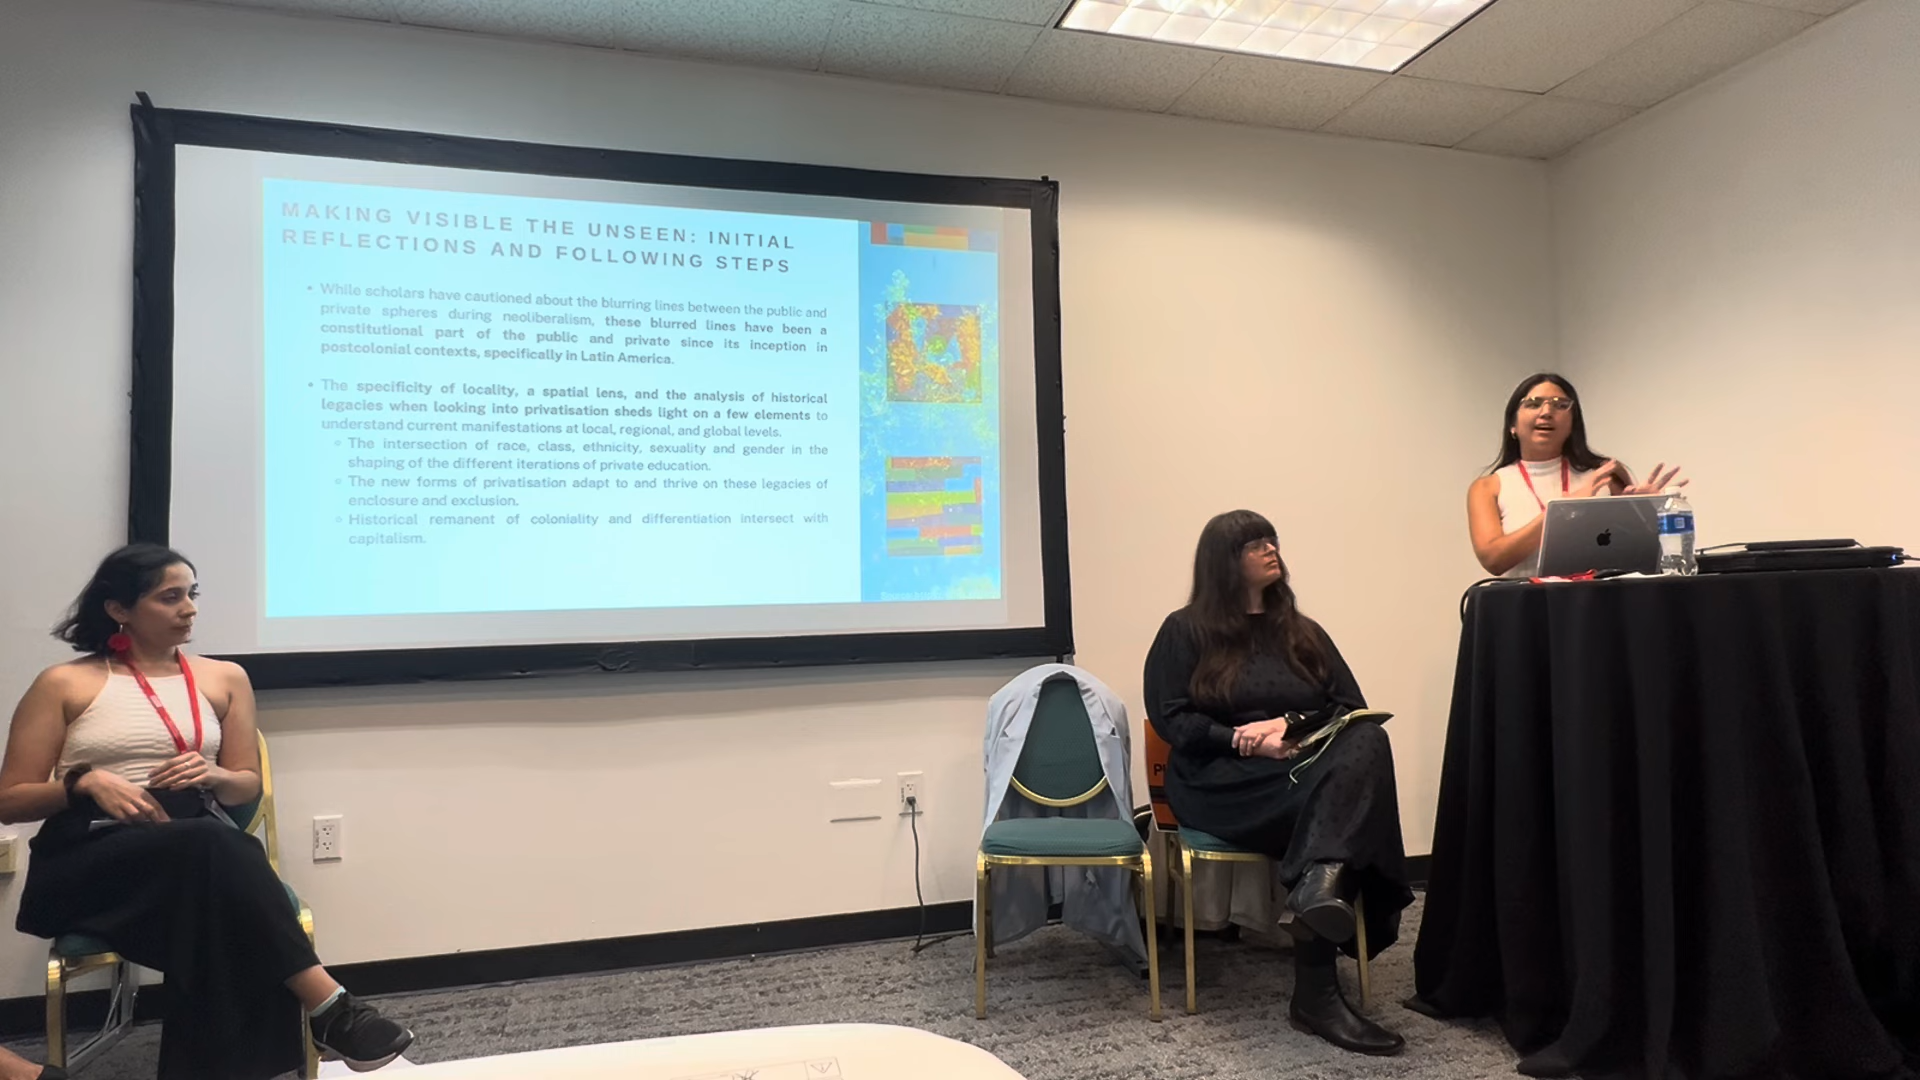 MAKING VISIBLE THE UNSEEN: INITIAL
REFLECTIONS AND FOLLOWING STEPS
• While scholars have cautioned about the blurring lines between the public and
private spheres during neoliberalism, these blurred lines have been a
constitutional part of the public and private since its inception in
postcolonial contexts, specifically in Latin America.
• The specificity of locality, a spatial lens, and the analysis of historical
legacies when looking into privatisation sheds light on a few elements to
understand current manifestations at local, regional, and global levels.
◦ The intersection of race, class, ethnicity, sexuality and gender in the
shaping of the different iterations of private education.
◦ The new forms of privatisation adapt to and thrive on these legacies of
enclosure and exclusion.
◦ Historical remanent of coloniality and differentiation intersect with
capitalism.